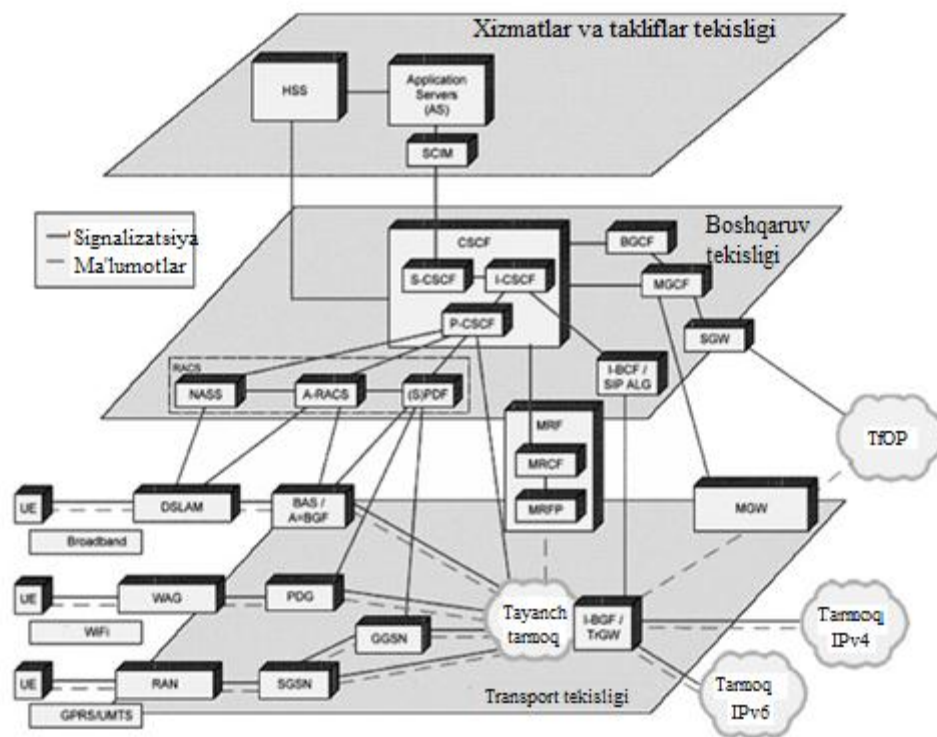 Xizmatlar va takliflar tekisligi
HSS
Application
Servers
(AS)
SCIM
Signalizatsiya
Ma'lumotlar
Boshqaruv
tekisligi
CSCF
S-CSCF
I-CSCF
P-CSCF
BGCF
MGCF
SGW
I-BCF /
SIP ALG
RACS
NASS
A-RACS
(S)PDF
MRF
MRCF
MRFP
TfOP
UE
DSLAM
BAS /
A=BGF
MGW
Broadband
UE
WAG
PDG
WiFi
GGSN
Tayanch
tarmoq
I-BGF /
TrGW
Tarmoq
IPv4
UE
RAN
SGSN
GPRS/UMTS
Transport tekisligi
Tarmoq
IPv6